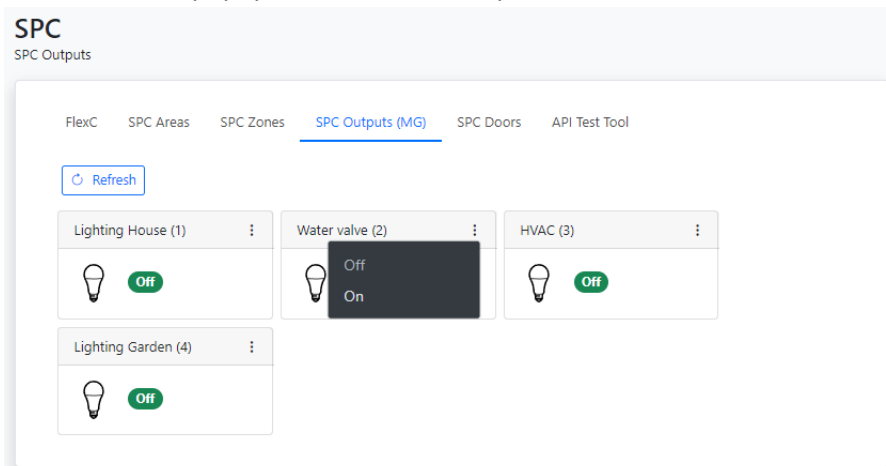 SPC
SPC Outputs
FlexC SPC Areas SPC Zones SPC Outputs (MG) SPC Doors API Test Tool
Refresh
Lighting House (1) Water valve (2) HVAC (3)
Off Off Off
On
Lighting Garden (4)
Off